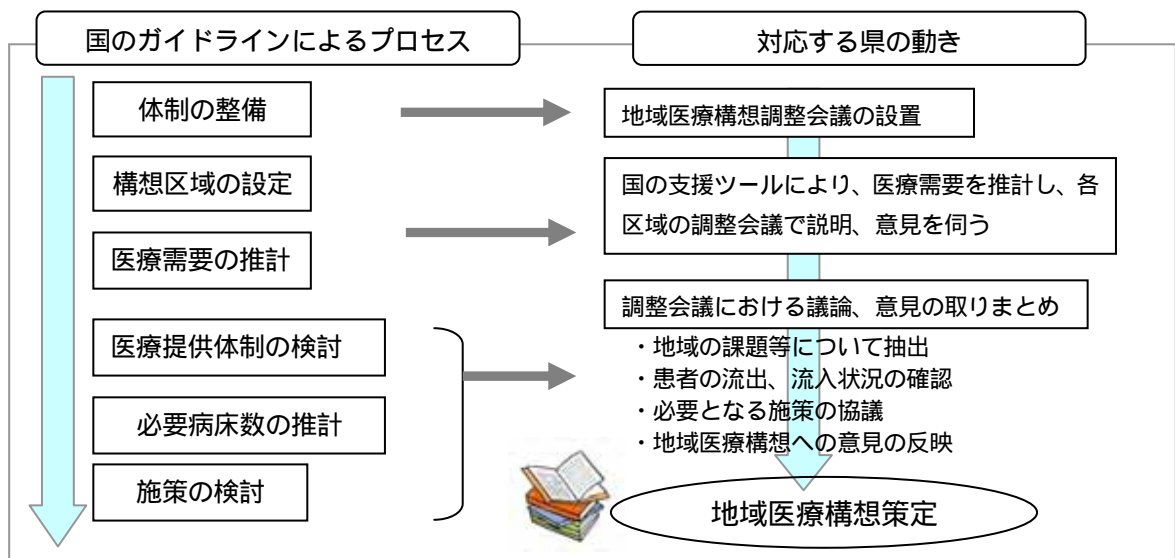 国のガイドラインによるプロセス
対応する県の動き
体制の整備
構想区域の設定
医療需要の推計
医療提供体制の検討
必要病床数の推計
施策の検討
地域医療構想調整会議の設置
国の支援ツールにより、医療需要を推計し、各
区域の調整会議で説明、意見を伺う
調整会議における議論、意見の取りまとめ
・地域の課題等について抽出
・患者の流出、流入状況の確認
・必要となる施策の協議
・地域医療構想への意見の反映
地域医療構想策定